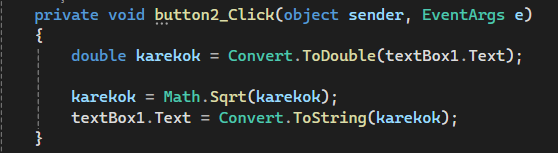 private void button2_Click(object sender, EventArgs e)
{
double karekok = Convert.ToDouble(textBox1.Text);
karekok = Math.Sqrt(karekok);
textBox1.Text = Convert.ToString(karekok);
}